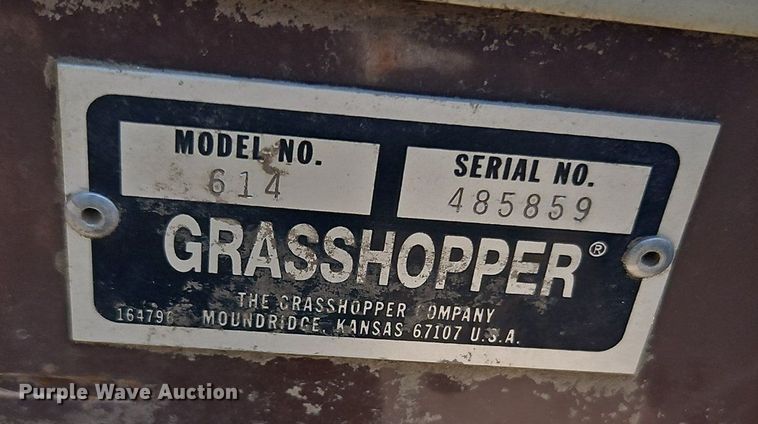 MODEL NO.
614
SERIAL NO.
485859
GRASSHOPPER®
THE GRASSHOPPER COMPANY
MOUNDRIDGE, KANSAS 67107 U.S.A.
Purple Wave Auction